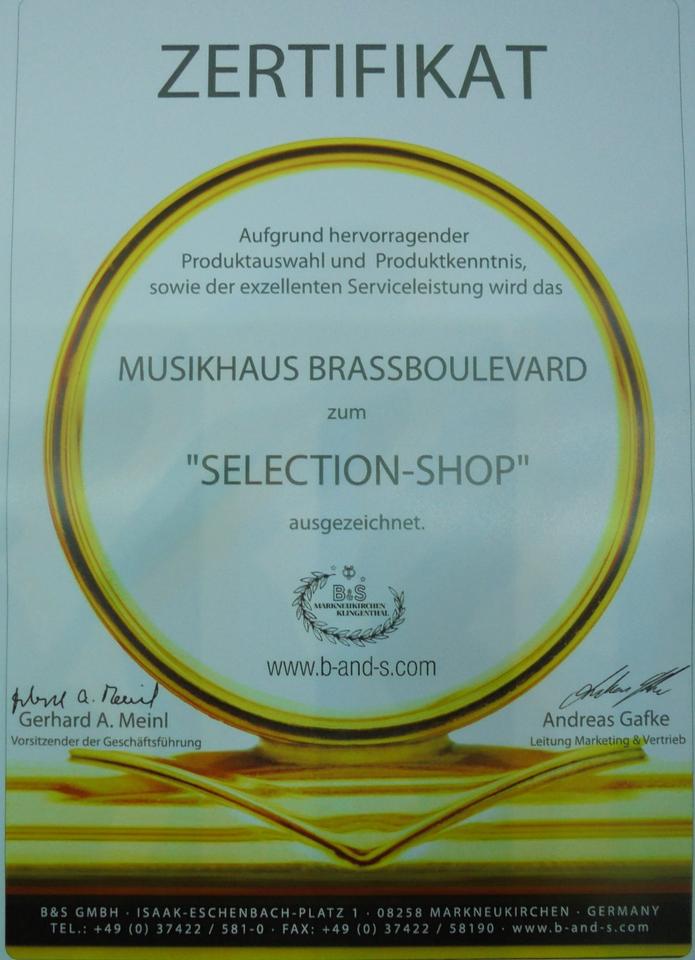 ZERTIFIKAT
Aufgrund hervorragender
Produktauswahl und Produktkenntnis,
sowie der exzellenten Serviceleistung wird das
MUSIKHAUS BRASSBOULEVARD
zum
"SELECTION-SHOP"
ausgezeichnet.
B&S
MARKNEUKIRCHEN
KLINGENTHAL
www.b-and-s.com
Gerhard A. Meinl
Vorsitzender der Geschäftsführung
Andreas Gafke
Leitung Marketing & Vertrieb
B&S GMBH · ISAAK-ESCHENBACH-PLATZ 1 · 08258 MARKNEUKIRCHEN · GERMANY
TEL.: +49 (0) 37422 / 581-0 · FAX: +49 (0) 37422 / 58190 · www.b-and-s.com